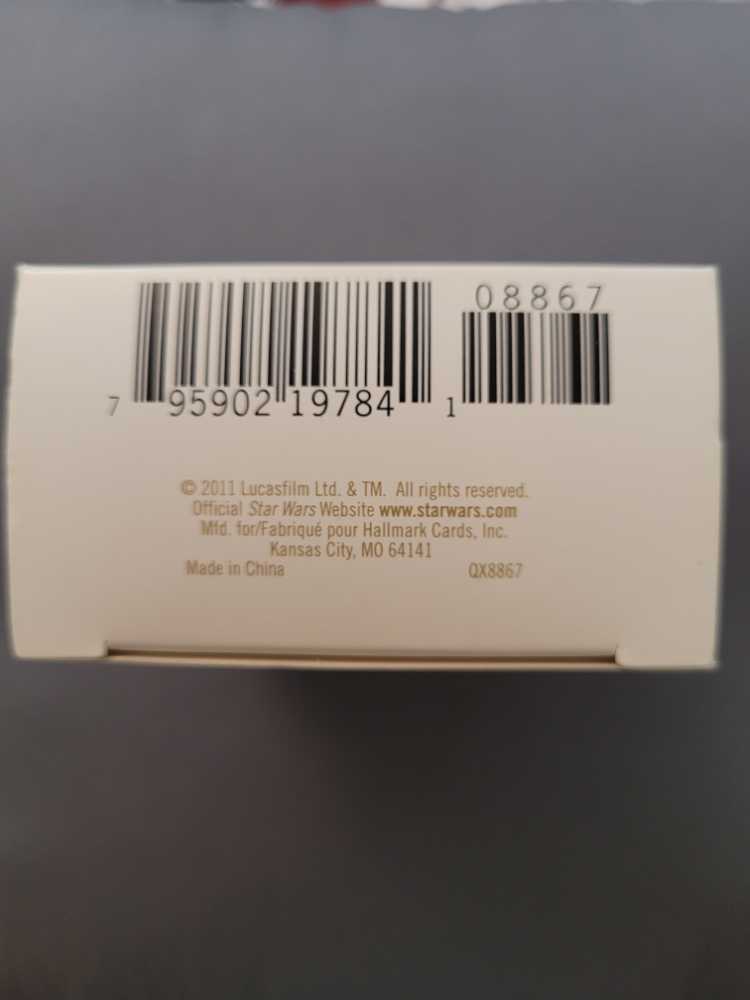 08867
7 95902 19784 1
© 2011 Lucasfilm Ltd. & TM. All rights reserved.
Official Star Wars Website www.starwars.com
Mfd. for/Fabriqué pour Hallmark Cards, Inc.
Kansas City, MO 64141
Made in China QX8867